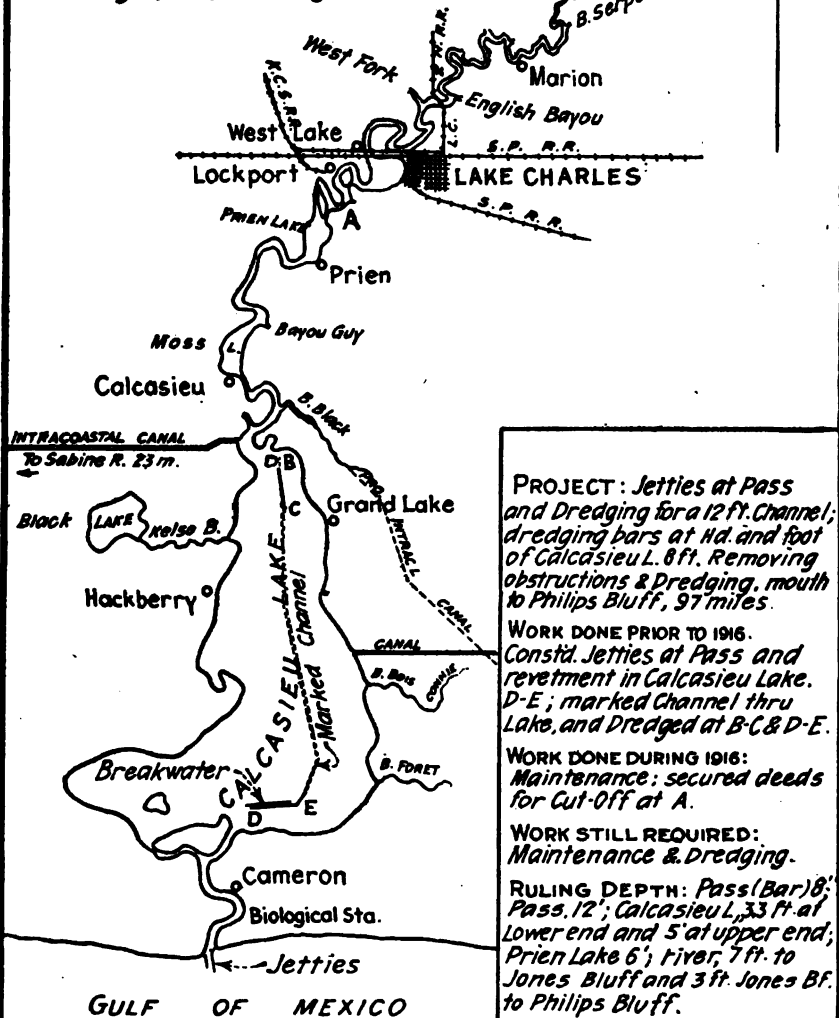 B. Serp
West Fork
K.C.S.R.R.
R.R.
Marion
English Bayou
West Lake
L.C.
S.P. R.R.
Lockport
LAKE CHARLES
PRIEN LAKE
A
S.P. R.R.
Prien
Moss
L.
Bayou Guy
Calcasieu
B. Black
INTRACOASTAL CANAL
To Sabine R. 23 m.
D B
C
Grand Lake
Black
LAKE
Kelso B.
INTRAC'L
CANAL
Hackberry
CALCASIEU LAKE
Marked Channel
CANAL
B. Bois
CONNIE
B. FORET
Breakwater
D
E
Cameron
Biological Sta.
Jetties
GULF OF MEXICO
PROJECT: Jetties at Pass
and Dredging for a 12 ft. Channel;
dredging bars at Hd. and foot
of Calcasieu L. 8 ft. Removing
obstructions & Dredging, mouth
to Philips Bluff, 97 miles.
WORK DONE PRIOR TO 1916.
Constd. Jetties at Pass and
revetment in Calcasieu Lake.
D-E; marked Channel thru
Lake, and Dredged at B-C & D-E.
WORK DONE DURING 1916:
Maintenance; secured deeds
for Cut-Off at A.
WORK STILL REQUIRED:
Maintenance & Dredging.
RULING DEPTH: Pass (Bar) 8';
Pass, 12'; Calcasieu L., 3.3 ft. at
Lower end and 5' at upper end;
Prien Lake 6'; river, 7 ft. to
Jones Bluff and 3 ft. Jones Bf.
to Philips Bluff.